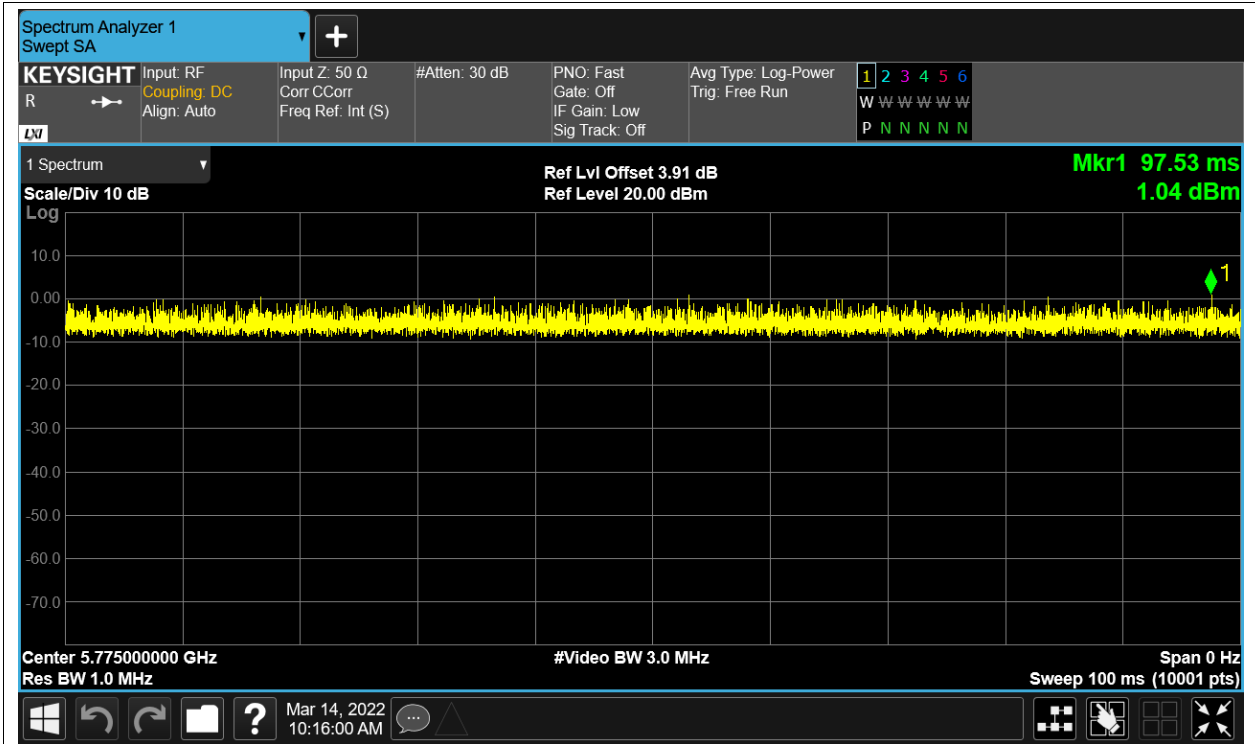 Spectrum Analyzer 1
Swept SA
KEYSIGHT
R
LXI
Input: RF
Coupling: DC
Align: Auto
Input Z: 50 Ω
Corr CCorr
Freq Ref: Int (S)
#Atten: 30 dB
PNO: Fast
Gate: Off
IF Gain: Low
Sig Track: Off
Avg Type: Log-Power
Trig: Free Run
1 2 3 4 5 6
W W W W W W
P N N N N N
1 Spectrum
Scale/Div 10 dB
Ref Lvl Offset 3.91 dB
Ref Level 20.00 dBm
Mkr1 97.53 ms
1.04 dBm
Log
10.0
0.00
-10.0
-20.0
-30.0
-40.0
-50.0
-60.0
-70.0
1
Center 5.775000000 GHz
Res BW 1.0 MHz
#Video BW 3.0 MHz
Span 0 Hz
Sweep 100 ms (10001 pts)
?
Mar 14, 2022
10:16:00 AM